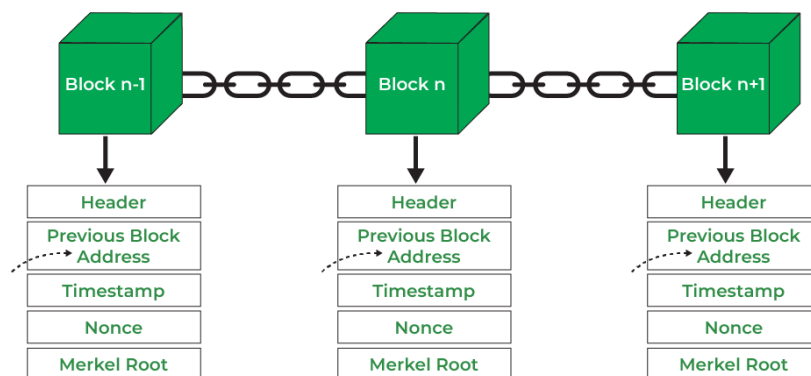 Block n-1
Block n
Block n+1
Header
Previous Block
Address
Timestamp
Nonce
Merkel Root
Header
Previous Block
Address
Timestamp
Nonce
Merkel Root
Header
Previous Block
Address
Timestamp
Nonce
Merkel Root